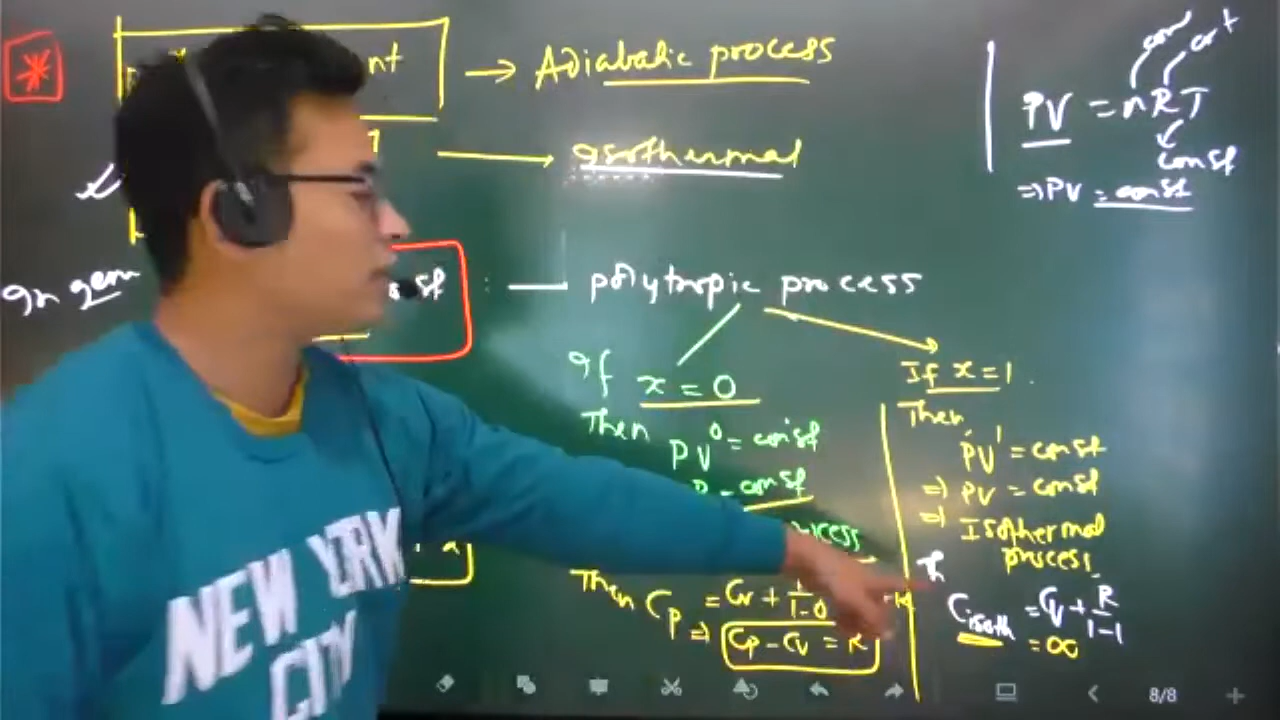 nt → Adiabatic process
1 → isothermal
PV = nRT
const
⇒ PV = const
In gen
: — polytropic process
If x = 0
Then PV⁰ = const
P = const
Then Cp = Cv + 1-0
⇒ Cp - Cv = R
If x = 1.
Then,
PV¹ = const
⇒ PV = const
⇒ Isothermal
process
Cisoth = Cv + R/1-1
= ∞
NEW YORK
CITY
8/8